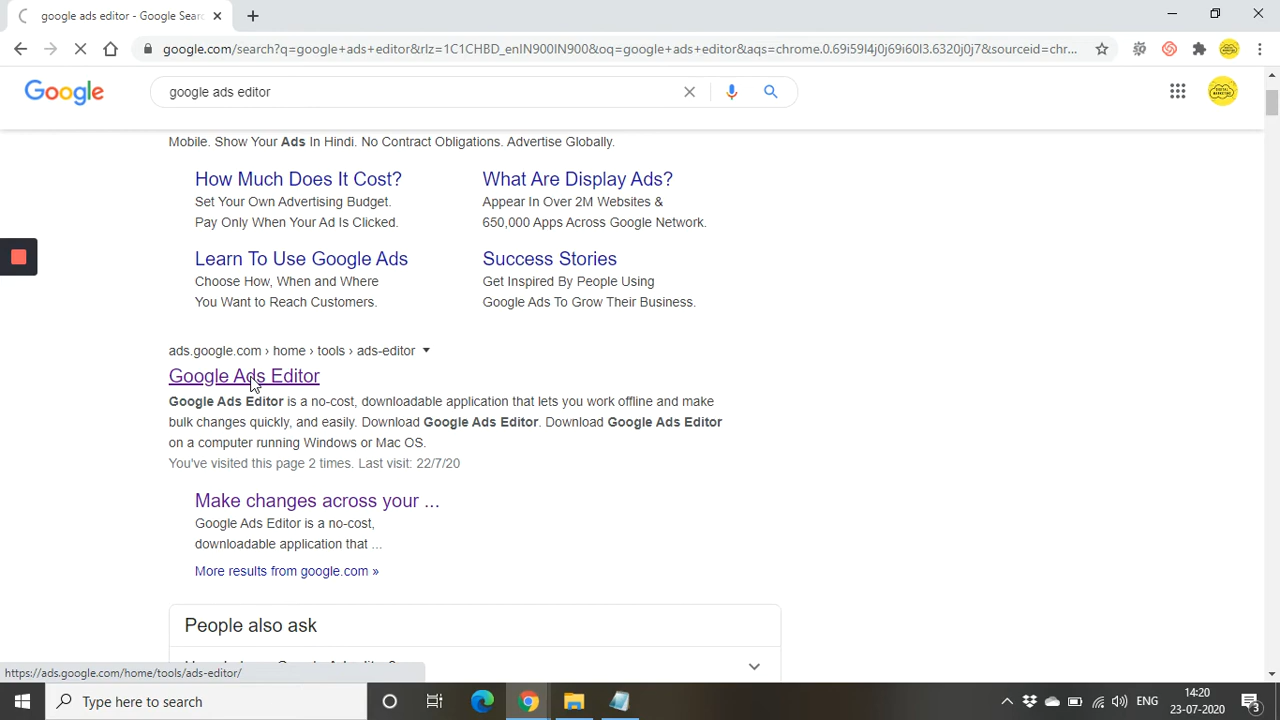 google ads editor - Google Sear
google.com/search?q=google+ads+editor&rlz=1C1CHBD_enIN900IN900&oq=google+ads+editor&aqs=chrome.0.69i59l4j0j69i60l3.6320j0j7&sourceid=chr...
Google
google ads editor
Mobile. Show Your Ads In Hindi. No Contract Obligations. Advertise Globally.
How Much Does It Cost?
Set Your Own Advertising Budget.
Pay Only When Your Ad Is Clicked.
What Are Display Ads?
Appear In Over 2M Websites &
650,000 Apps Across Google Network.
Learn To Use Google Ads
Choose How, When and Where
You Want to Reach Customers.
Success Stories
Get Inspired By People Using
Google Ads To Grow Their Business.
ads.google.com › home › tools › ads-editor
Google Ads Editor
Google Ads Editor is a no-cost, downloadable application that lets you work offline and make
bulk changes quickly, and easily. Download Google Ads Editor. Download Google Ads Editor
on a computer running Windows or Mac OS.
You've visited this page 2 times. Last visit: 22/7/20
Make changes across your ...
Google Ads Editor is a no-cost,
downloadable application that ...
More results from google.com »
People also ask
https://ads.google.com/home/tools/ads-editor/
Type here to search
ENG
14:20
23-07-2020
3